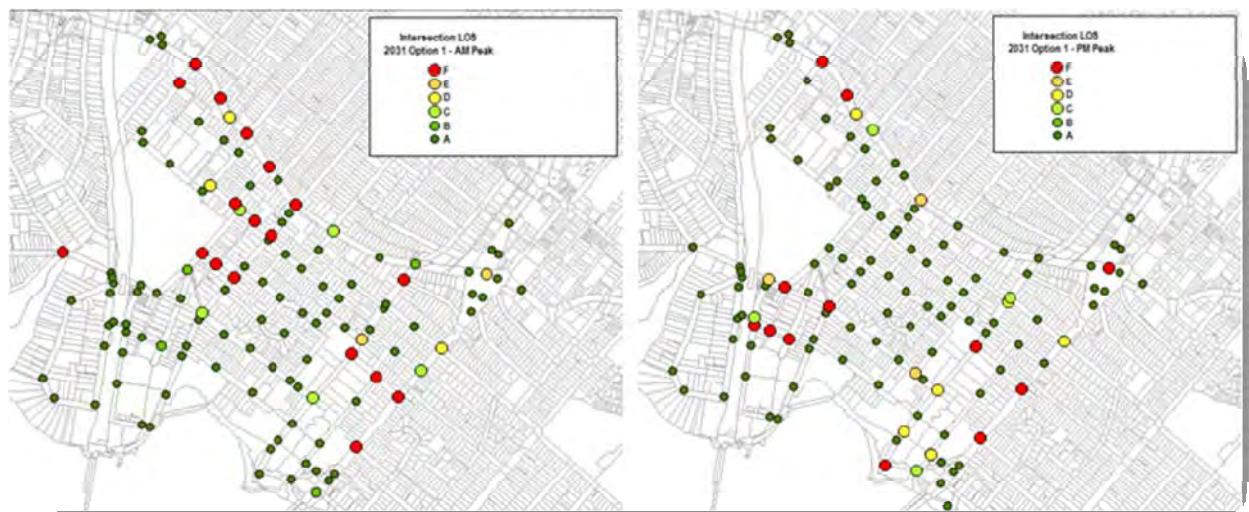 Intersection LOS
2031 Option 1 - AM Peak
F
E
D
C
B
A
Intersection LOS
2031 Option 1 - PM Peak
F
E
D
C
B
A